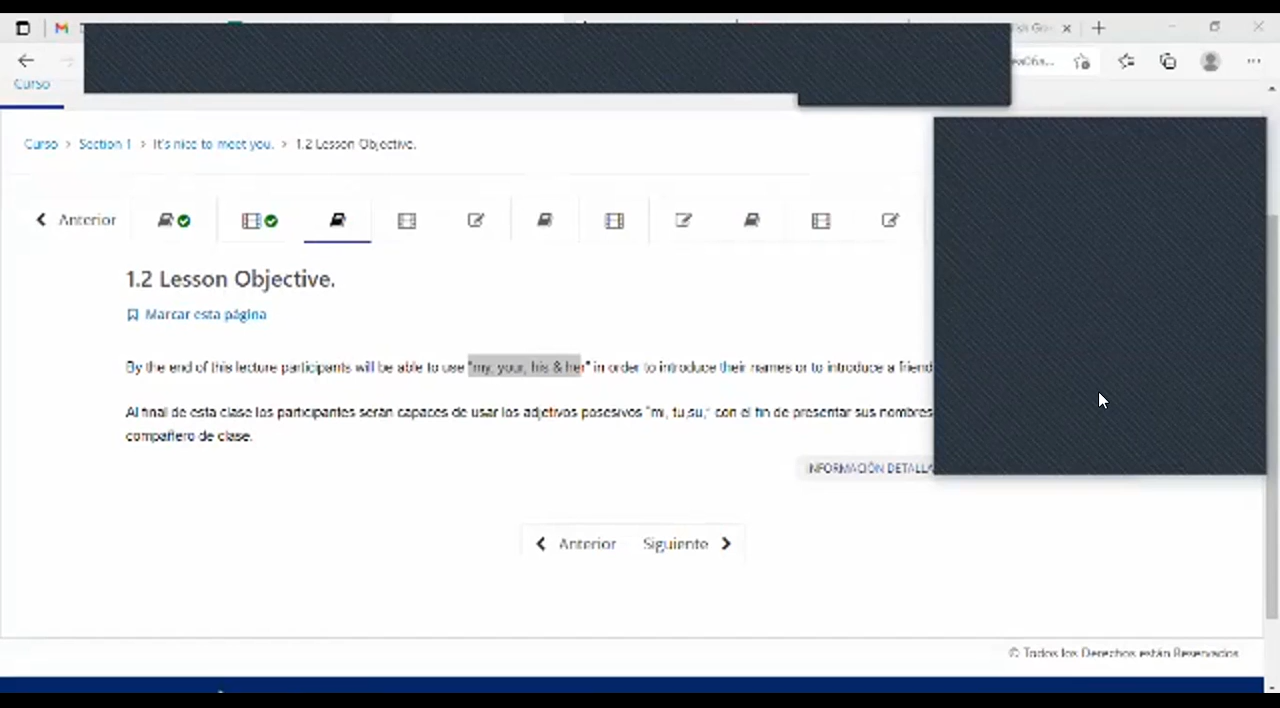 Curso
Curso > Section 1 > It's nice to meet you. > 1.2 Lesson Objective.
Anterior
1.2 Lesson Objective.
Marcar esta página
By the end of this lecture participants will be able to use "my, your, his & her" in order to introduce their names or to introduce a friend
Al final de esta clase los participantes serán capaces de usar los adjetivos posesivos "mi, tu,su," con el fin de presentar sus nombres
compañero de clase.
INFORMACIÓN DETALLA
Anterior Siguiente
© Todos los Derechos están Reservados